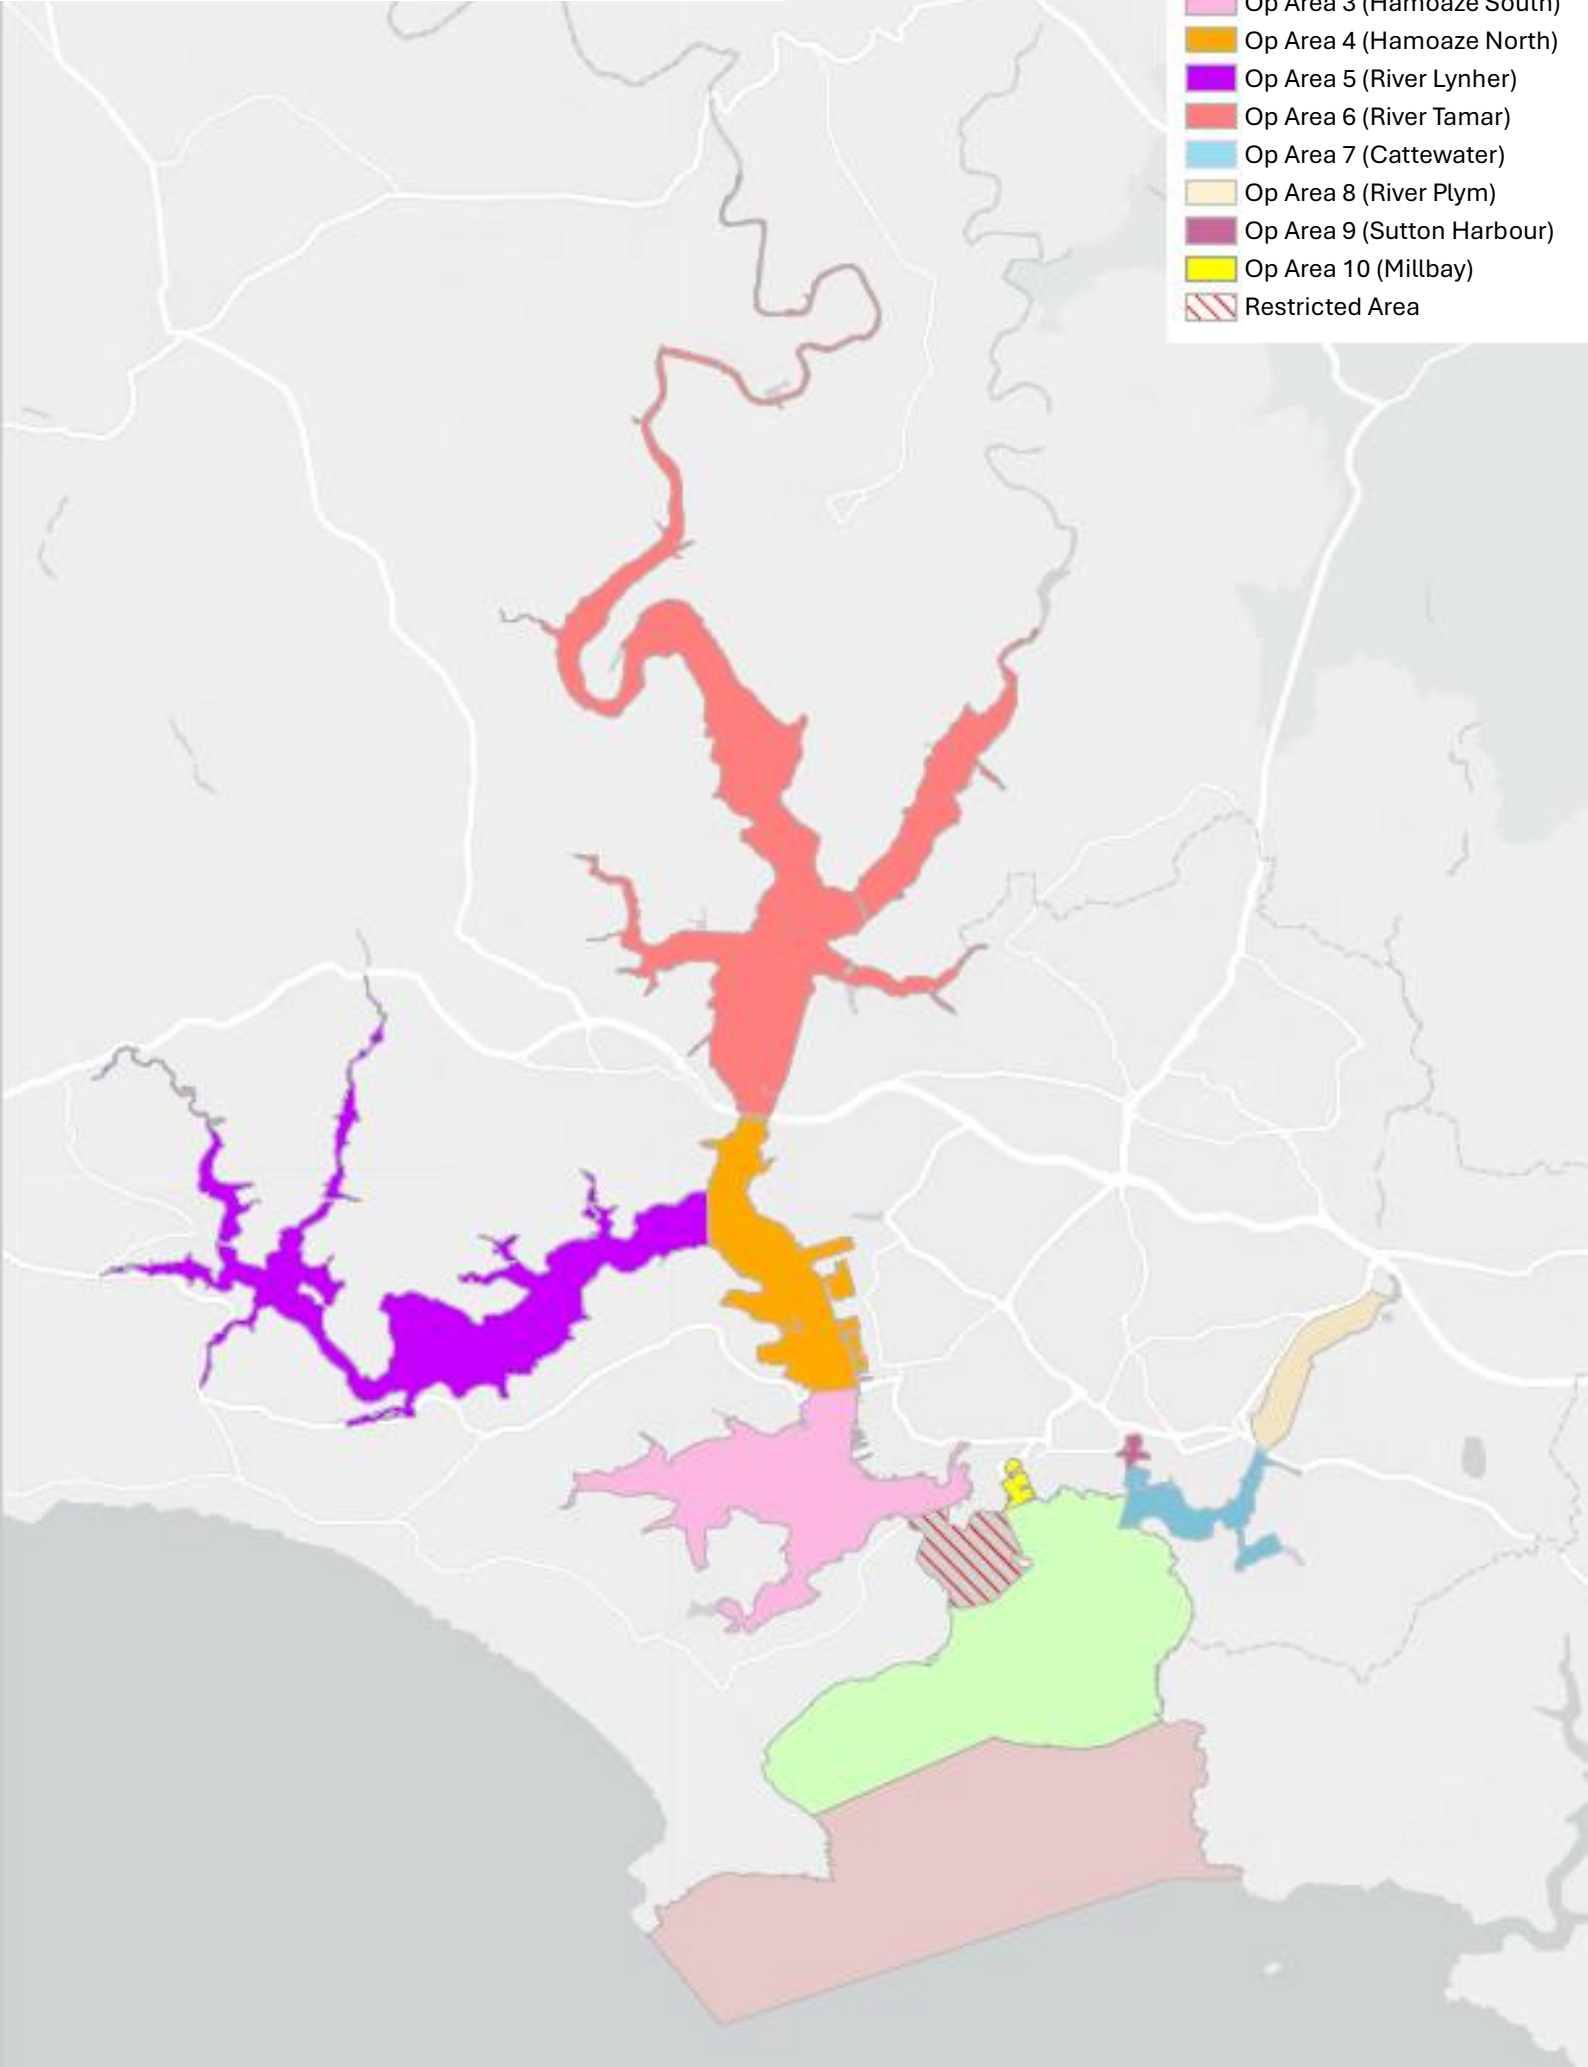 Op Area 3 (Hamoaze South)
Op Area 4 (Hamoaze North)
Op Area 5 (River Lynher)
Op Area 6 (River Tamar)
Op Area 7 (Cattewater)
Op Area 8 (River Plym)
Op Area 9 (Sutton Harbour)
Op Area 10 (Millbay)
Restricted Area